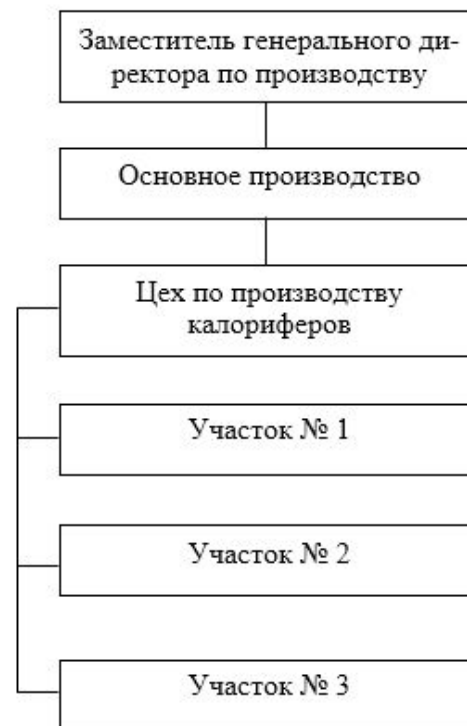 Заместитель генерального ди-
ректора по производству
Основное производство
Цех по производству
калориферов
Участок № 1
Участок № 2
Участок № 3